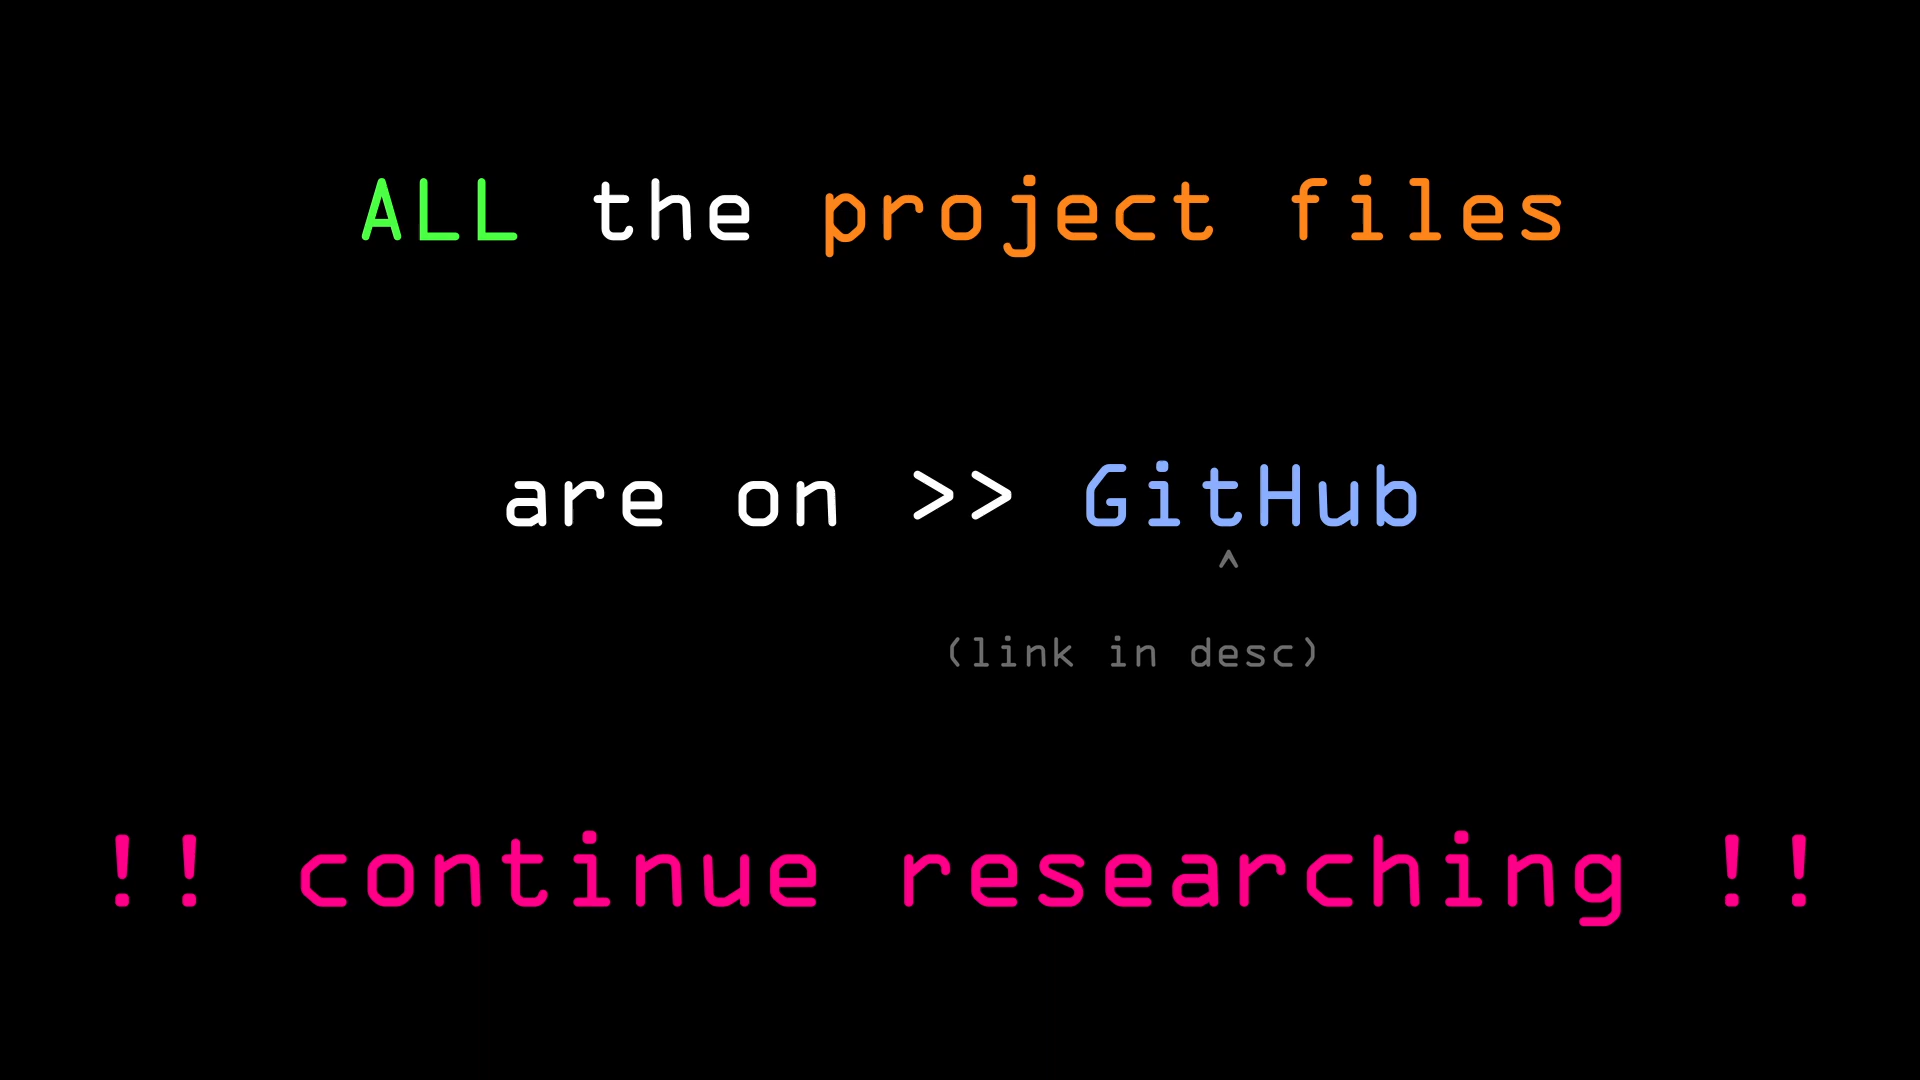 ALL the project files
are on >> GitHub
^
(link in desc)
!! continue researching !!